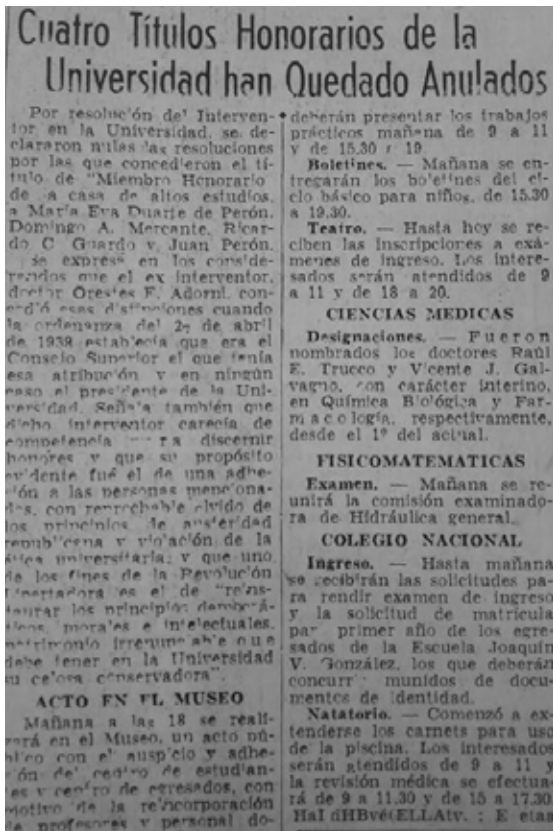 Cuatro Títulos Honorarios de la
Universidad han Quedado Anulados
Por resolución del Interven-
tor en la Universidad, se de-
clararon nulas las resoluciones
por las que concedieron el tí-
tulo de "Miembro Honorario
de la casa de altos estudios,
a María Eva Duarte de Perón,
Domingo A. Mercante, Ricar-
do C. Guardo y Juan Perón.
Se expresa en los conside-
randos que el ex interventor,
doctor Orestes F. Adorni, con-
cedió esas distinciones cuando
la ordenanza del 27 de abril
de 1938 establecía que era el
Consejo Superior el que tenía
esa atribución y en ningún
caso el presidente de la Uni-
versidad. Señala también que
dicho interventor carecía de
competencia para discernir
honores y que su propósito
evidente fué el de una adhe-
sión a las personas menciona-
das, con reprochable olvido de
los principios de austeridad
republicana y violación de la
ética universitaria; y que uno
de los fines de la Revolución
Libertadora es el de "reins-
taurar los principios democrá-
ticos, morales e intelectuales,
patrimonio irrenunciable que
debe tener en la Universidad
su celosa conservadora".
ACTO EN EL MUSEO
Mañana a las 18 se reali-
zará en el Museo, un acto pú-
blico con el auspicio y adhe-
sión del centro de estudian-
tes y centro de egresados, con
motivo de la reincorporación
de profesores y personal do-
deberán presentar los trabajos
prácticos mañana de 9 a 11
y de 15.30 a 19.
Boletines. — Mañana se en-
tregarán los boletines del ci-
clo básico para niños, de 15.30
a 19.30.
Teatro. — Hasta hoy se re-
ciben las inscripciones a exá-
menes de ingreso. Los intere-
sados serán atendidos de 9
a 11 y de 18 a 20.
CIENCIAS MEDICAS
Designaciones. — Fueron
nombrados los doctores Raúl
E. Trucco y Vicente J. Gal-
vagno, con carácter interino,
en Química Biológica y Far-
macología, respectivamente,
desde el 1º del actual.
FISICOMATEMATICAS
Examen. — Mañana se re-
unirá la comisión examinado-
ra de Hidráulica general.
COLEGIO NACIONAL
Ingreso. — Hasta mañana
se recibirán las solicitudes pa-
ra rendir examen de ingreso
y la solicitud de matrícula
par primer año de los egre-
sados de la Escuela Joaquín
V. González, los que deberán
concurr munidos de docu-
mentos de identidad.
Natatorio. — Comenzó a ex-
tenderse los carnets para uso
de la piscina. Los interesados
serán atendidos de 9 a 11 y
la revisión médica se efectua-
rá de 9 a 11.30 y de 15 a 17.30